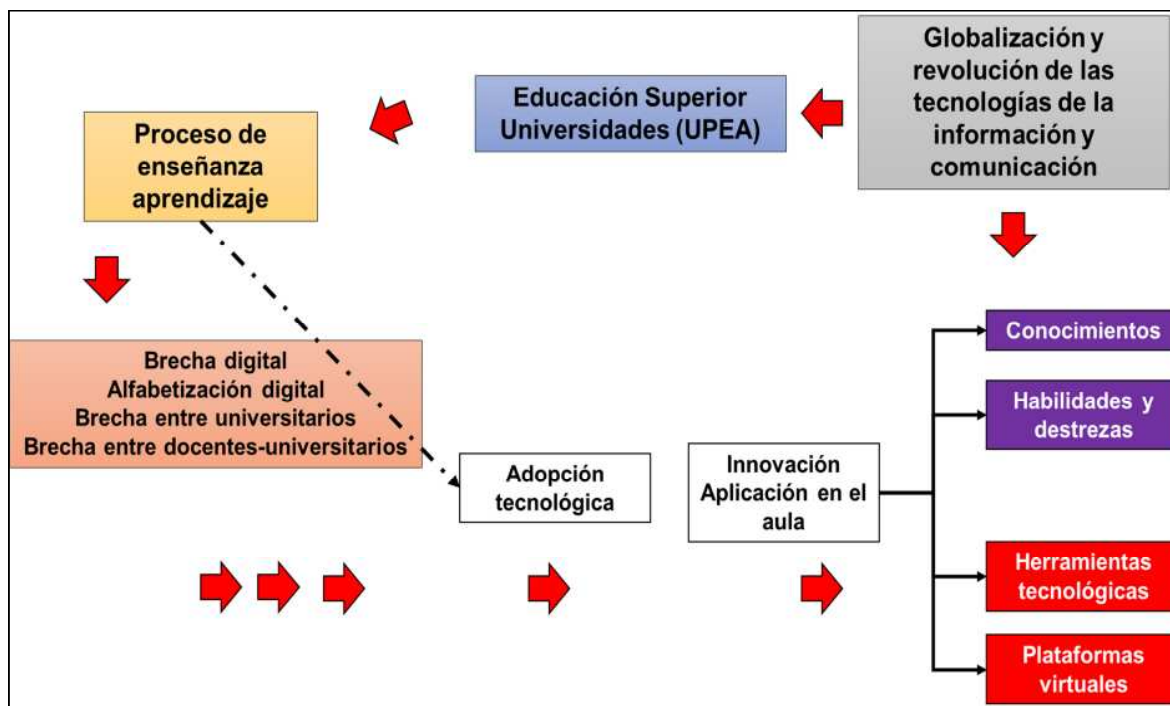 Globalización y
revolución de las
tecnologías de la
información y
comunicación
Educación Superior
Universidades (UPEA)
Proceso de
enseñanza
aprendizaje
Brecha digital
Alfabetización digital
Brecha entre universitarios
Brecha entre docentes-universitarios
Adopción
tecnológica
Innovación
Aplicación en el
aula
Conocimientos
Habilidades y
destrezas
Herramientas
tecnológicas
Plataformas
virtuales